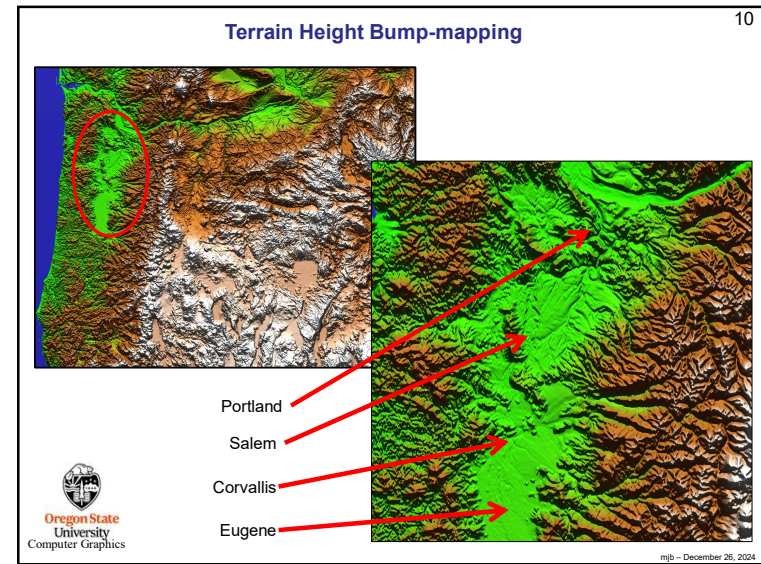 10
Terrain Height Bump-mapping
Portland
Salem
Corvallis
Eugene
Oregon State
University
Computer Graphics
mjb – December 26, 2024